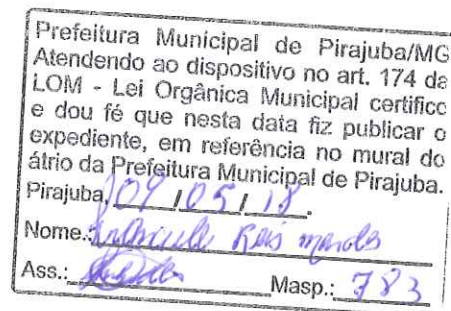 Prefeitura Municipal de Pirajuba/MG
Atendendo ao dispositivo no art. 174 da
LOM - Lei Orgânica Municipal certifico
e dou fé que nesta data fiz publicar o
expediente, em referência no mural do
átrio da Prefeitura Municipal de Pirajuba.
Pirajuba, 09 / 05 / 18.
Nome.: Reis
Ass.: Masp.: 783